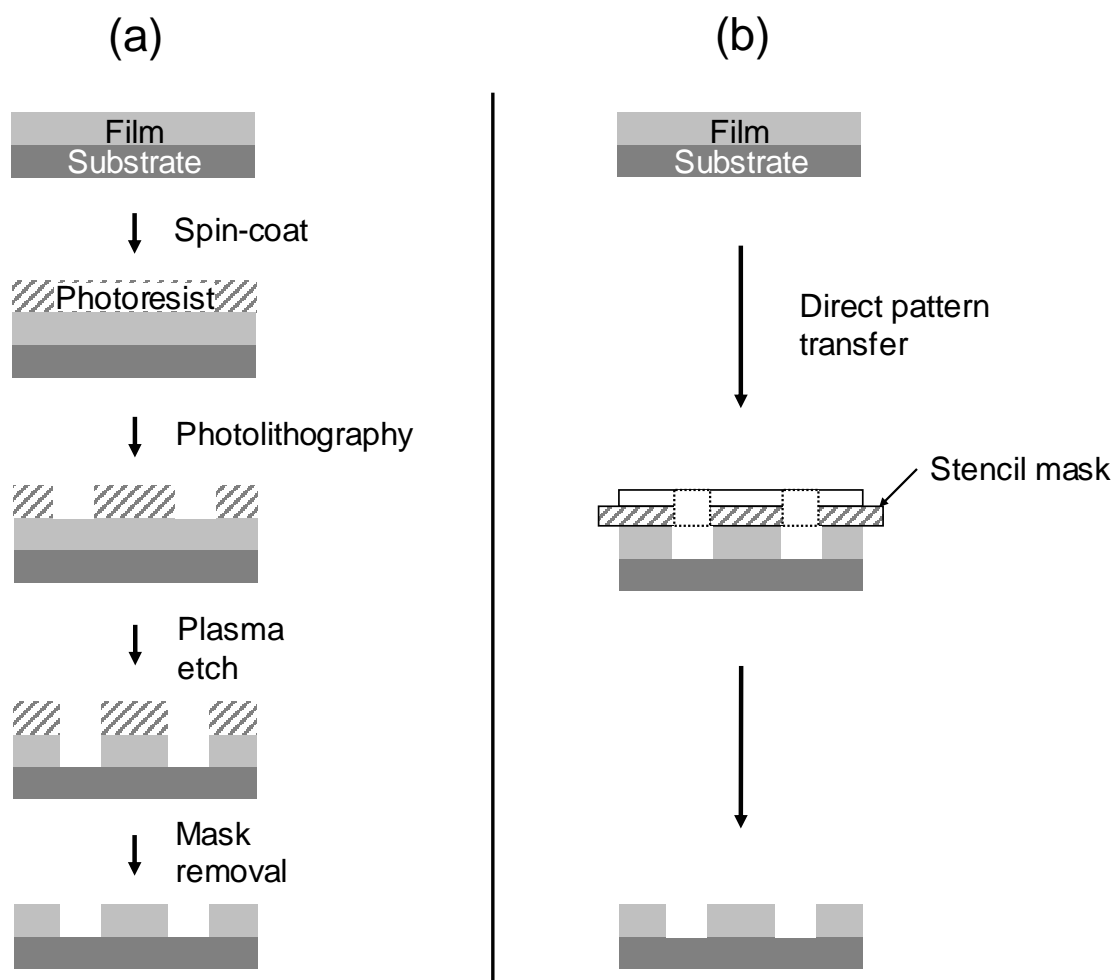 (a)
Film
Substrate
Spin-coat
Photoresist
Photolithography
Plasma
etch
Mask
removal
(b)
Film
Substrate
Direct pattern
transfer
Stencil mask